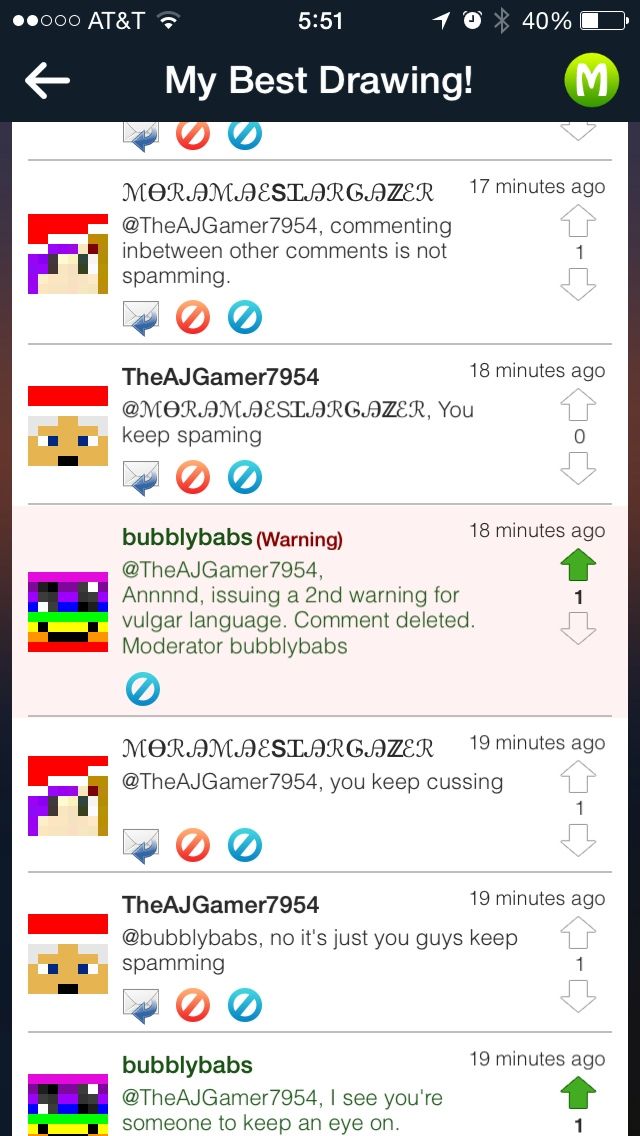 AT&T 5:51 40%
My Best Drawing! M
ℳƟℛᎯℳᎯℰSᏆᎯℛᎶᎯℤℰℛ 17 minutes ago
@TheAJGamer7954, commenting
inbetween other comments is not
spamming.
1
TheAJGamer7954 18 minutes ago
@ℳƟℛᎯℳᎯℰSᏆᎯℛᎶᎯℤℰℛ, You
keep spaming
0
bubblybabs(Warning) 18 minutes ago
@TheAJGamer7954,
Annnnd, issuing a 2nd warning for
vulgar language. Comment deleted.
Moderator bubblybabs
1
ℳƟℛᎯℳᎯℰSᏆᎯℛᎶᎯℤℰℛ 19 minutes ago
@TheAJGamer7954, you keep cussing
1
TheAJGamer7954 19 minutes ago
@bubblybabs, no it's just you guys keep
spamming
1
bubblybabs 19 minutes ago
@TheAJGamer7954, I see you're
someone to keep an eye on.
1